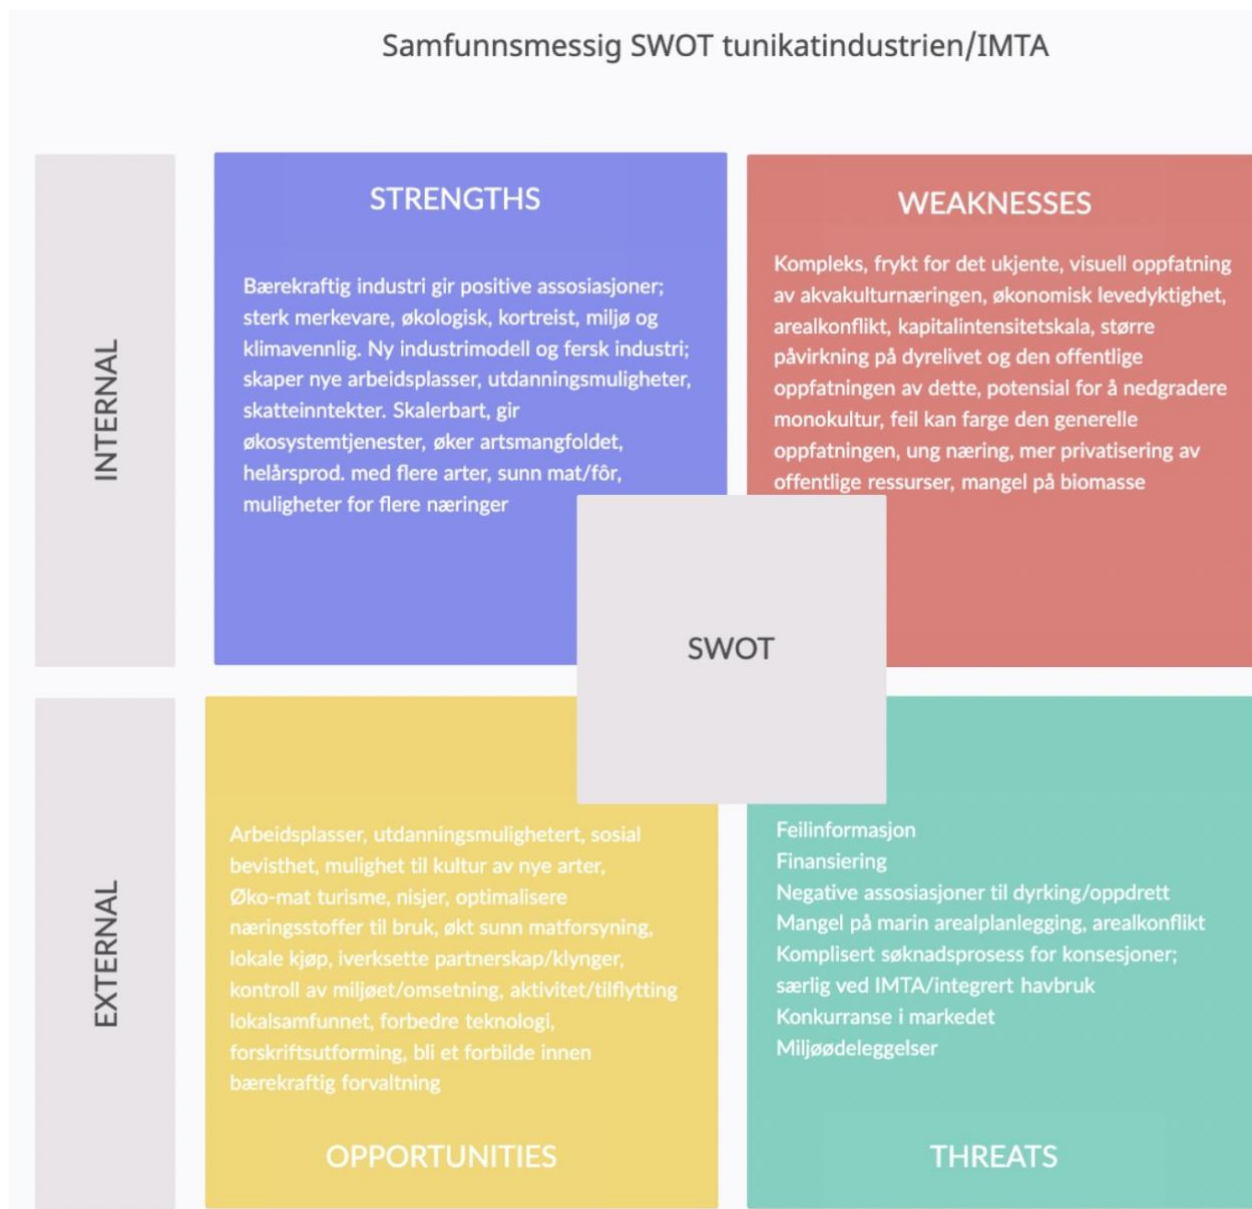 Samfunnsmessig SWOT tunikatindustrien/IMTA
INTERNAL
STRENGTHS
Bærekraftig industri gir positive assosiasjoner;
sterk merkevare, økologisk, kortreist, miljø og
klimavennlig. Ny industrimodell og fersk industri;
skaper nye arbeidsplasser, utdanningsmuligheter,
skatteinntekter. Skalerbart, gir
økosystemtjenester, øker artsmangfoldet,
helårsprod. med flere arter, sunn mat/fôr,
muligheter for flere næringer
WEAKNESSES
Kompleks, frykt for det ukjente, visuell oppfatning
av akvakulturnæringen, økonomisk levedyktighet,
arealkonflikt, kapitalintensitetskala, større
påvirkning på dyrelivet og den offentlige
oppfatningen av dette, potensial for å nedgradere
monokultur, feil kan farge den generelle
oppfatningen, ung næring, mer privatisering av
offentlige ressurser, mangel på biomasse
SWOT
EXTERNAL
Arbeidsplasser, utdanningsmulighetert, sosial
bevisthet, mulighet til kultur av nye arter,
Øko-mat turisme, nisjer, optimalisere
næringsstoffer til bruk, økt sunn matforsyning,
lokale kjøp, iverksette partnerskap/klynger,
kontroll av miljøet/omsetning, aktivitet/tilflytting
lokalsamfunnet, forbedre teknologi,
forskriftsutforming, bli et forbilde innen
bærekraftig forvaltning
OPPORTUNITIES
Feilinformasjon
Finansiering
Negative assosiasjoner til dyrking/oppdrett
Mangel på marin arealplanlegging, arealkonflikt
Komplisert søknadsprosess for konsesjoner;
særlig ved IMTA/integrert havbruk
Konkurranse i markedet
Miljøødeleggelser
THREATS